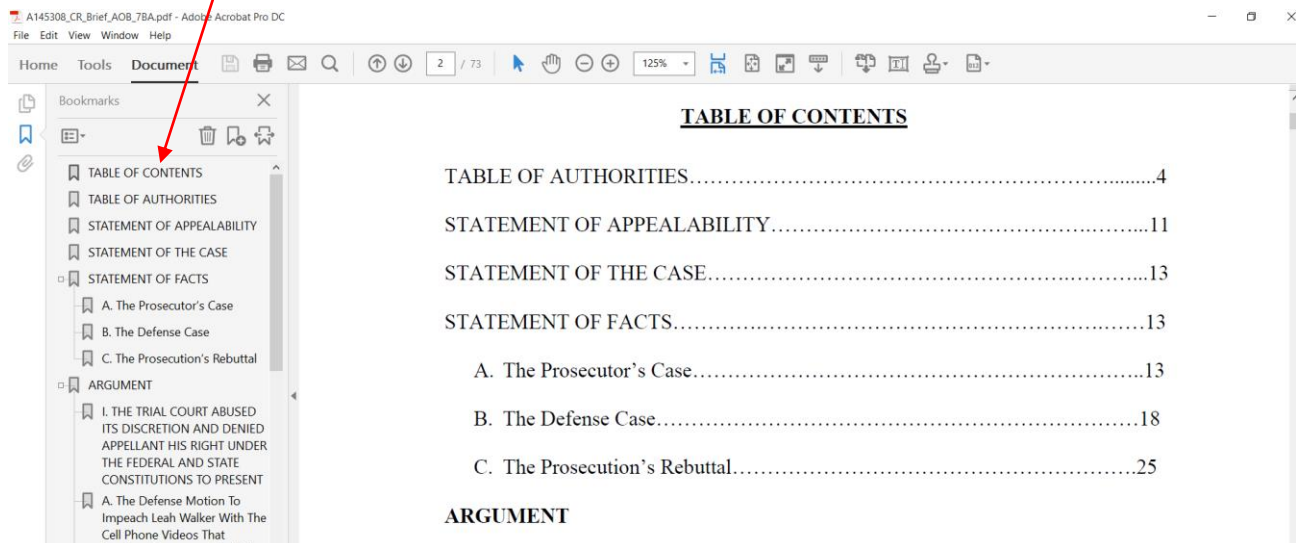 A145308_CR_Brief_AOB_7BA.pdf - Adobe Acrobat Pro DC
File Edit View Window Help
Home Tools Document 2 / 73 125%
Bookmarks
TABLE OF CONTENTS
TABLE OF AUTHORITIES
STATEMENT OF APPEALABILITY
STATEMENT OF THE CASE
STATEMENT OF FACTS
A. The Prosecutor's Case
B. The Defense Case
C. The Prosecution's Rebuttal
ARGUMENT
I. THE TRIAL COURT ABUSED
ITS DISCRETION AND DENIED
APPELLANT HIS RIGHT UNDER
THE FEDERAL AND STATE
CONSTITUTIONS TO PRESENT
A. The Defense Motion To
Impeach Leah Walker With The
Cell Phone Videos That
TABLE OF CONTENTS
TABLE OF AUTHORITIES……………………………………………….........4
STATEMENT OF APPEALABILITY……………………………………….……...11
STATEMENT OF THE CASE…………………………………………….………...13
STATEMENT OF FACTS………….…………………………………………….……13
A. The Prosecutor’s Case…………………………………………………………..13
B. The Defense Case………………………………………………………………18
C. The Prosecution’s Rebuttal…………………………………………………….25
ARGUMENT